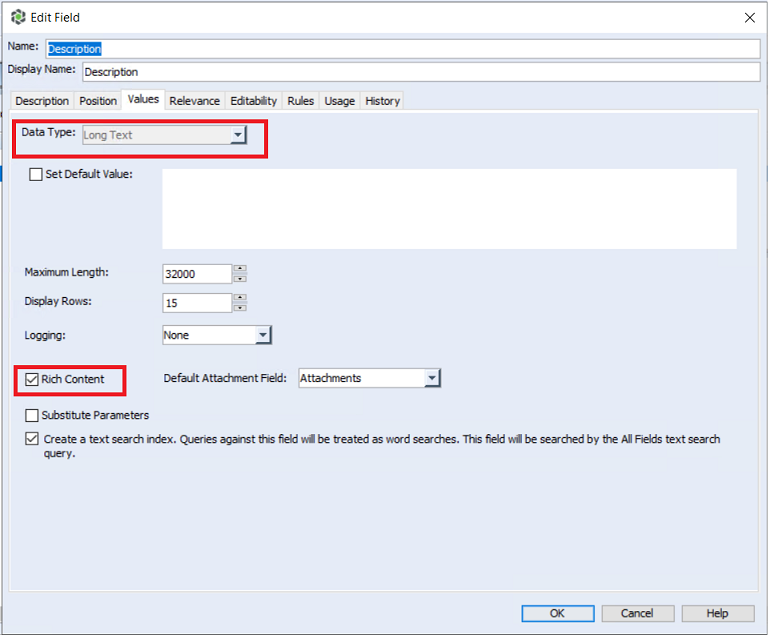 Edit Field
Name: Description
Display Name: Description
Description Position Values Relevance Editability Rules Usage History
Data Type: Long Text
Set Default Value:
Maximum Length: 32000
Display Rows: 15
Logging: None
Rich Content Default Attachment Field: Attachments
Substitute Parameters
Create a text search index. Queries against this field will be treated as word searches. This field will be searched by the All Fields text search
query.
OK Cancel Help